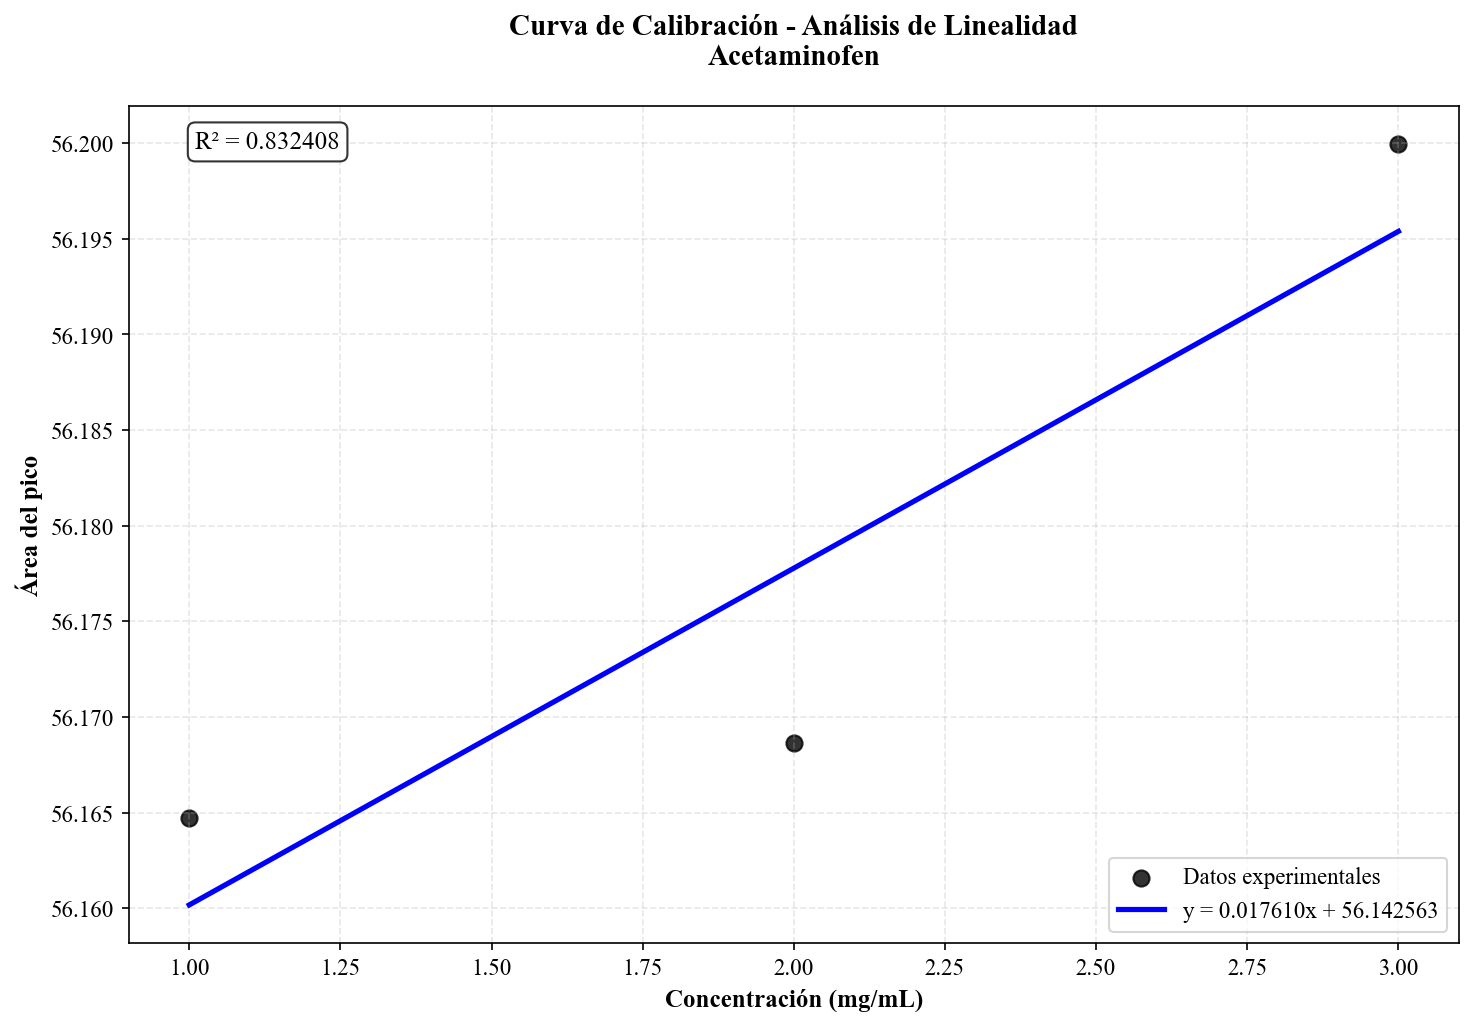 Curva de Calibración - Análisis de Linealidad
Acetaminofen
R² = 0.832408
56.200
56.195
56.190
56.185
56.180
56.175
56.170
56.165
56.160
Área del pico
Datos experimentales
y = 0.017610x + 56.142563
1.00 1.25 1.50 1.75 2.00 2.25 2.50 2.75 3.00
Concentración (mg/mL)